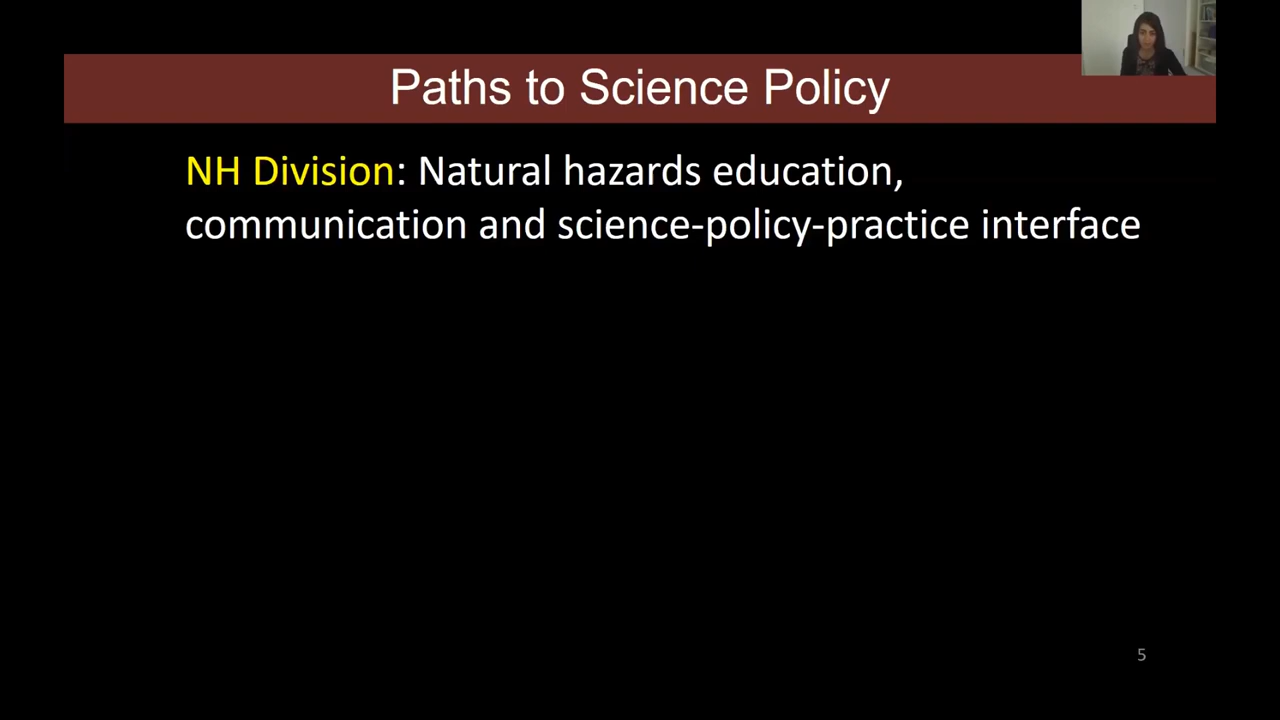 Paths to Science Policy
NH Division: Natural hazards education,
communication and science-policy-practice interface
5